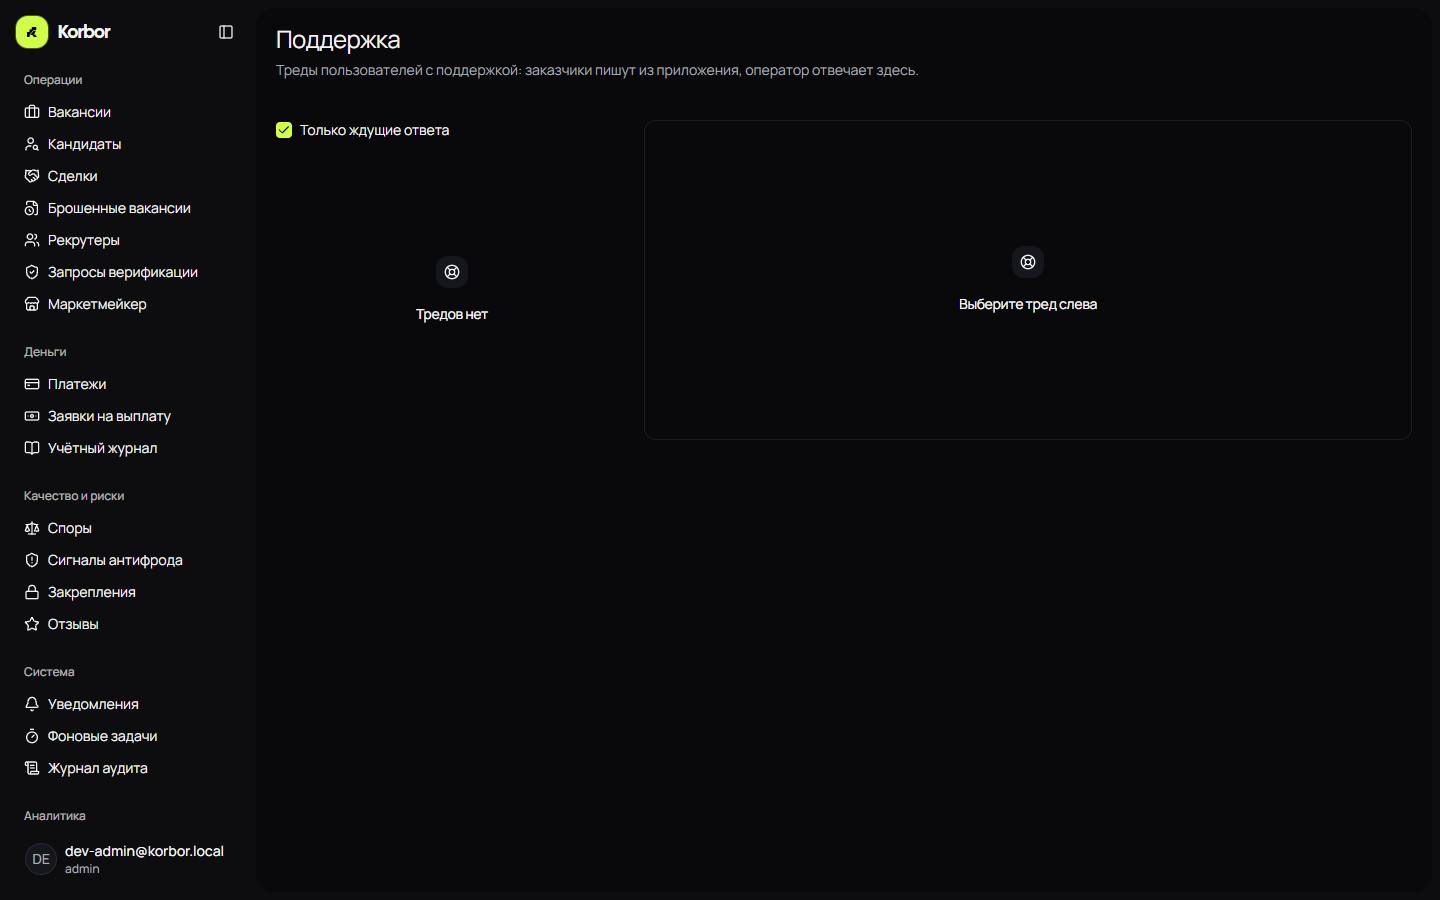 Korbor
Операции
Вакансии
Кандидаты
Сделки
Брошенные вакансии
Рекрутеры
Запросы верификации
Маркетмейкер
Деньги
Платежи
Заявки на выплату
Учётный журнал
Качество и риски
Споры
Сигналы антифрода
Закрепления
Отзывы
Система
Уведомления
Фоновые задачи
Журнал аудита
Аналитика
DE
dev-admin@korbor.local
admin
Поддержка
Треды пользователей с поддержкой: заказчики пишут из приложения, оператор отвечает здесь.
Только ждущие ответа
Тредов нет
Выберите тред слева